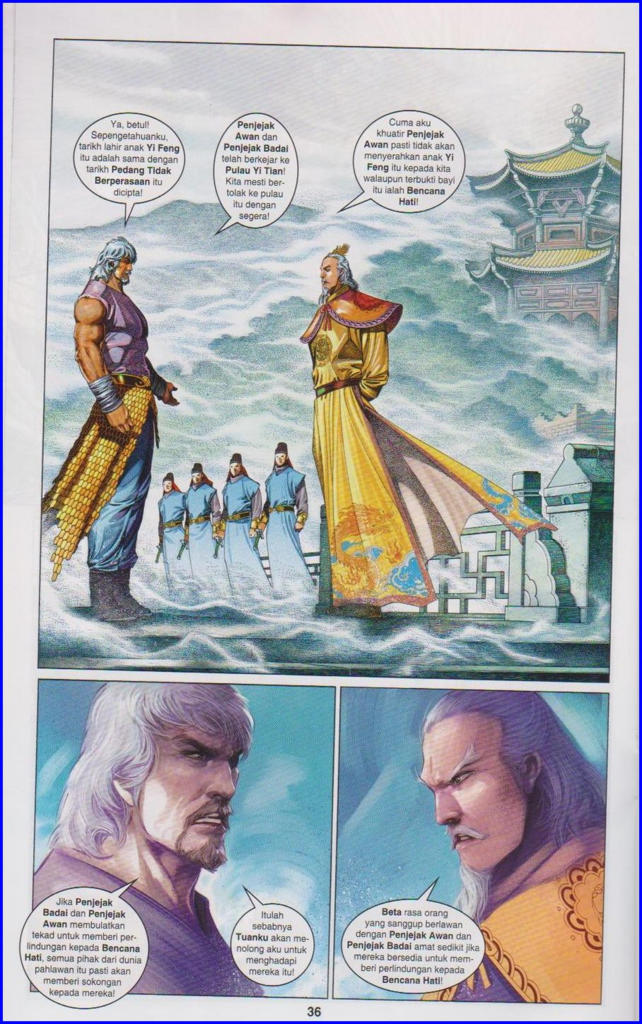 Ya, betul!
Sepengetahuanku,
tarikh lahir anak Yi Feng
itu adalah sama dengan
tarikh Pedang Tidak
Berperasaan itu
dicipta!
Penjejak
Awan dan
Penjejak Badai
telah berkejar ke
Pulau Yi Tian!
Kita mesti ber-
tolak ke pulau
itu dengan
segera!
Cuma aku
khuatir Penjejak
Awan pasti tidak akan
menyerahkan anak Yi
Feng itu kepada kita
walaupun terbukti bayi
itu ialah Bencana
Hati!
Jika Penjejak
Badai dan Penjejak
Awan membulatkan
tekad untuk memberi per-
lindungan kepada Bencana
Hati, semua pihak dari dunia
pahlawan itu pasti akan
memberi sokongan
kepada mereka!
Itulah
sebabnya
Tuanku akan me-
nolong aku untuk
menghadapi
mereka itu!
Beta rasa orang
yang sanggup berlawan
dengan Penjejak Awan dan
Penjejak Badai amat sedikit jika
mereka bersedia untuk mem-
beri perlindungan kepada
Bencana Hati!
36